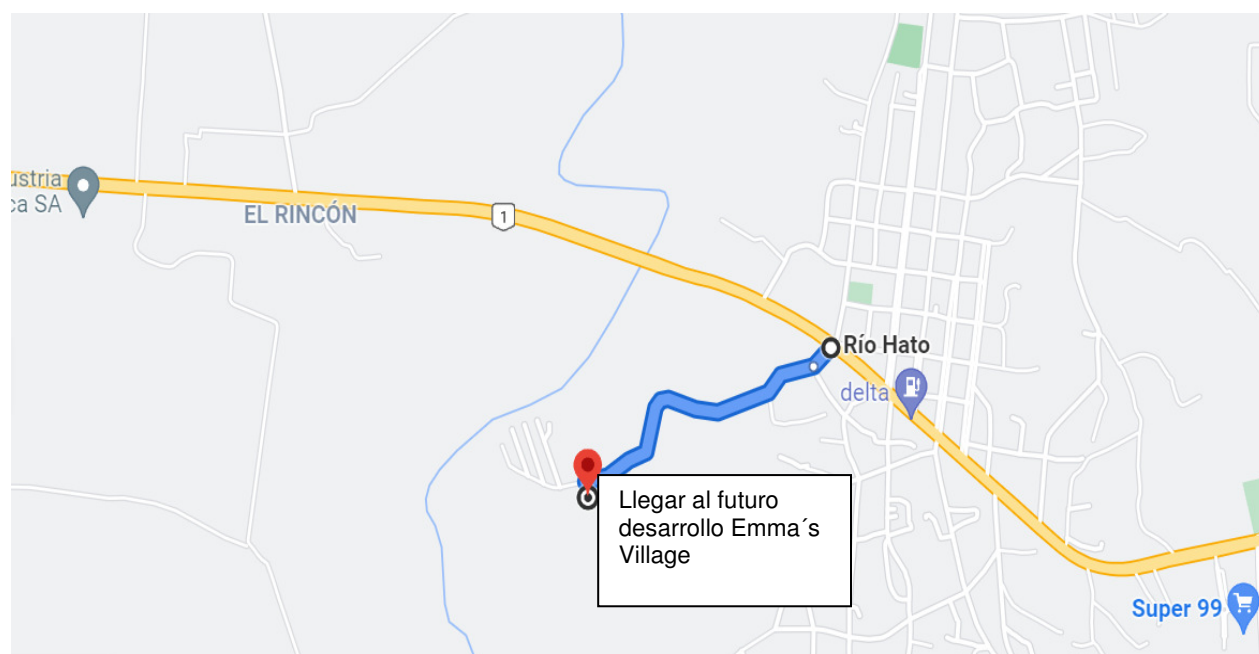 ustria
ca SA
EL RINCÓN
1
Río Hato
delta
Llegar al futuro
desarrollo Emma´s
Village
Super 99